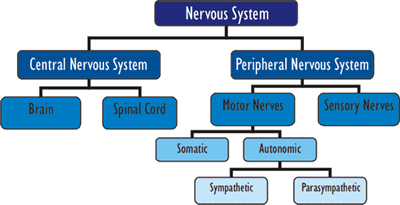 Nervous System
Central Nervous System
Peripheral Nervous System
Brain
Spinal Cord
Motor Nerves
Sensory Nerves
Somatic
Autonomic
Sympathetic
Parasympathetic